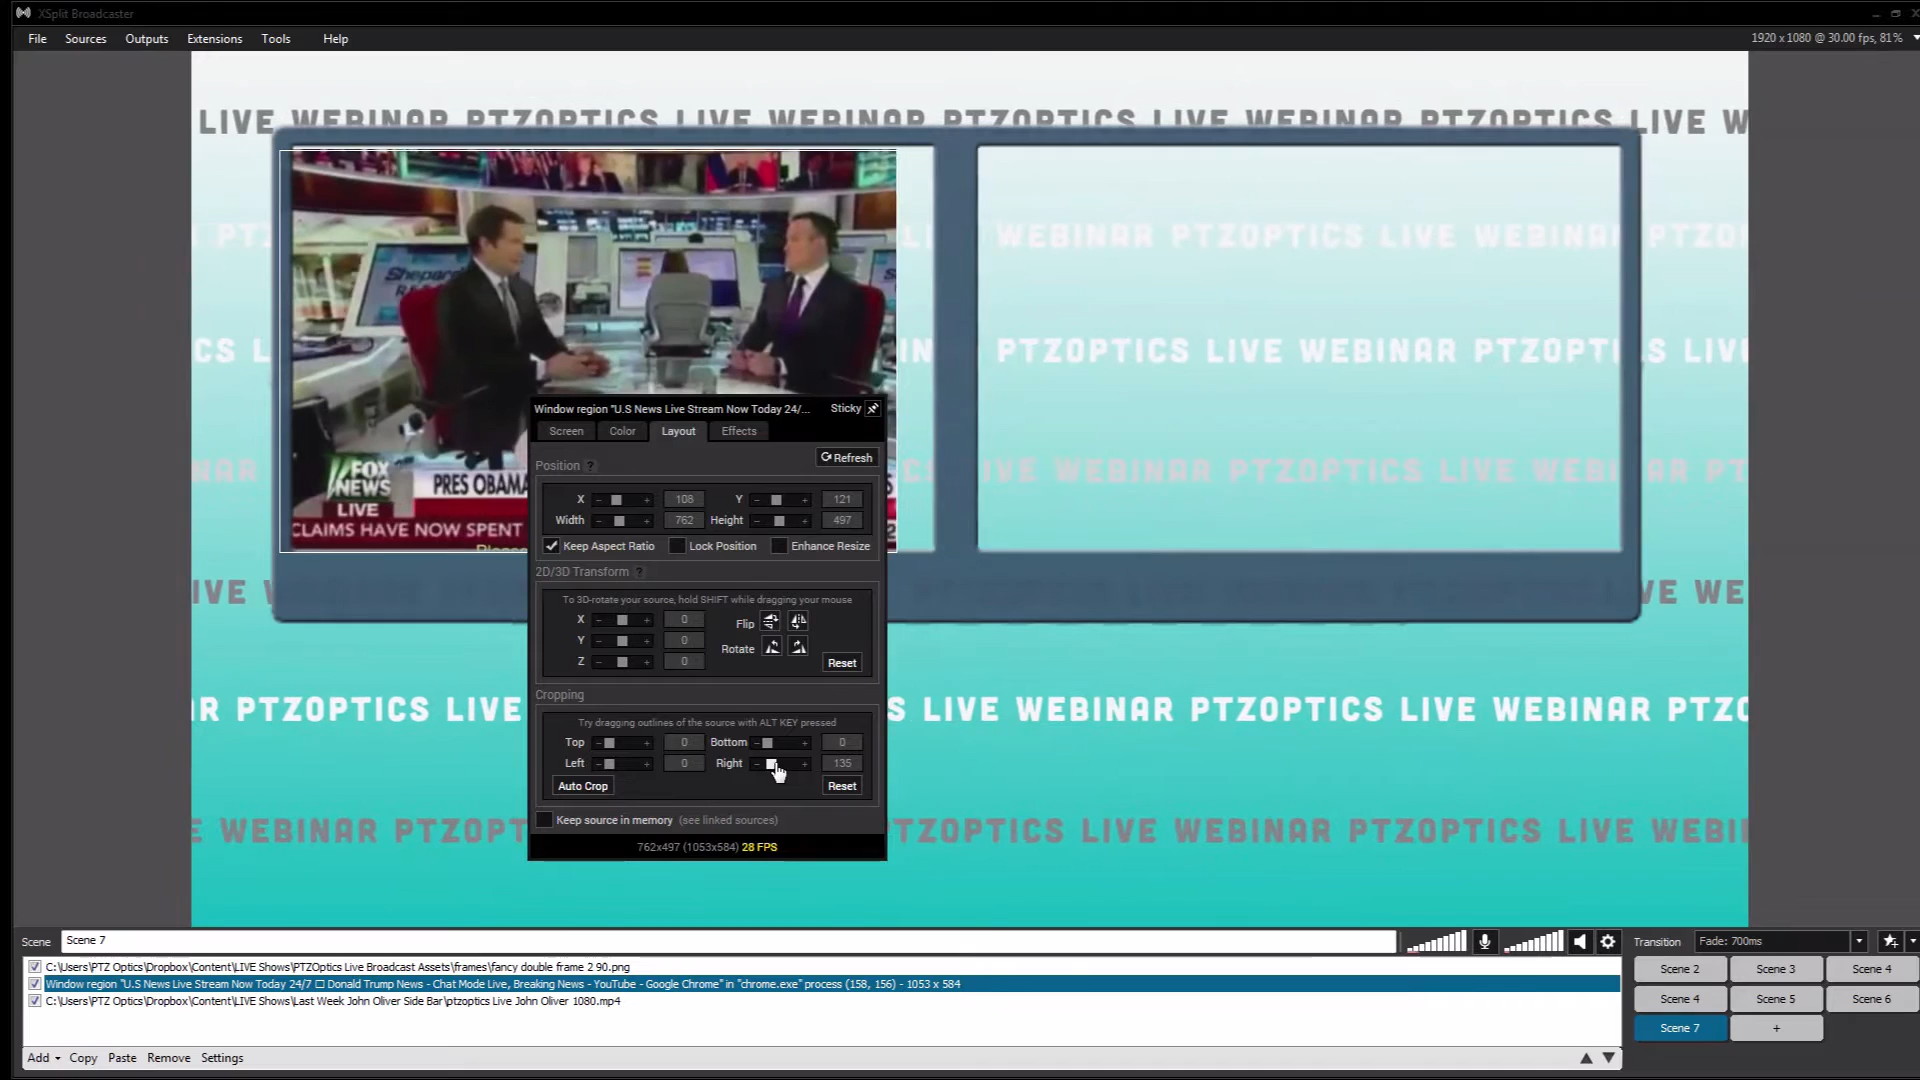 XSplit Broadcaster
File Sources Outputs Extensions Tools Help
1920 x 1080 @ 30.00 fps, 81%
LIVE WEBINAR PTZOPTICS LIVE WEBINAR PTZOPTICS LIVE WEBINAR PTZOPTICS LIVE W
WEBINAR PTZOPTICS LIVE WEBINAR PTZO
CS L
PTZOPTICS LIVE WEBINAR PTZOPTICS LIV
WEBINAR PTZOPTICS LIVE WEBINAR PT
Shepard
FOX
NEWS
LIVE
PRES OBAMA
CLAIMS HAVE NOW SPENT
Window region "U.S News Live Stream Now Today 24/... Sticky
Screen Color Layout Effects
Refresh
Position ?
X 108 Y 121
Width 762 Height 497
Keep Aspect Ratio Lock Position Enhance Resize
2D/3D Transform ?
To 3D-rotate your source, hold SHIFT while dragging your mouse
X 0 Flip
Y 0 Rotate
Z 0 Reset
Cropping
Try dragging outlines of the source with ALT KEY pressed
Top 0 Bottom 0
Left 0 Right 135
Auto Crop Reset
Keep source in memory (see linked sources)
762x497 (1053x584) 28 FPS
IVE WE
VE WE
R PTZOPTICS LIVE
S LIVE WEBINAR PTZOPTICS LIVE WEBINAR PTZO
E WEBINAR PTZOPT
TZOPTICS LIVE WEBINAR PTZOPTICS LIVE WEBI
Scene Scene 7
Transition Fade: 700ms
C:\Users\PTZ Optics\Dropbox\Content\LIVE Shows\PTZOptics Live Broadcast Assets\frames\fancy double frame 2 90.png
Window region "U.S News Live Stream Now Today 24/7 □ Donald Trump News - Chat Mode Live, Breaking News - YouTube - Google Chrome" in "chrome.exe" process (158, 156) - 1053 x 584
C:\Users\PTZ Optics\Dropbox\Content\LIVE Shows\Last Week John Oliver Side Bar\ptzoptics Live John Oliver 1080.mp4
Scene 2 Scene 3 Scene 4
Scene 4 Scene 5 Scene 6
Scene 7 +
Add Copy Paste Remove Settings